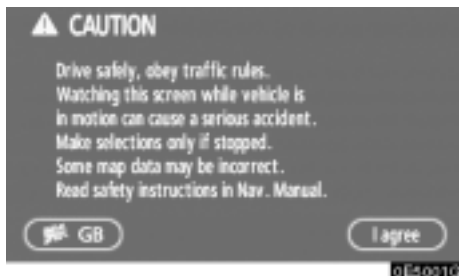 CAUTION
Drive safely, obey traffic rules.
Watching this screen while vehicle is
in motion can cause a serious accident.
Make selections only if stopped.
Some map data may be incorrect.
Read safety instructions in Nav. Manual.
GB
I agree
0E5001G